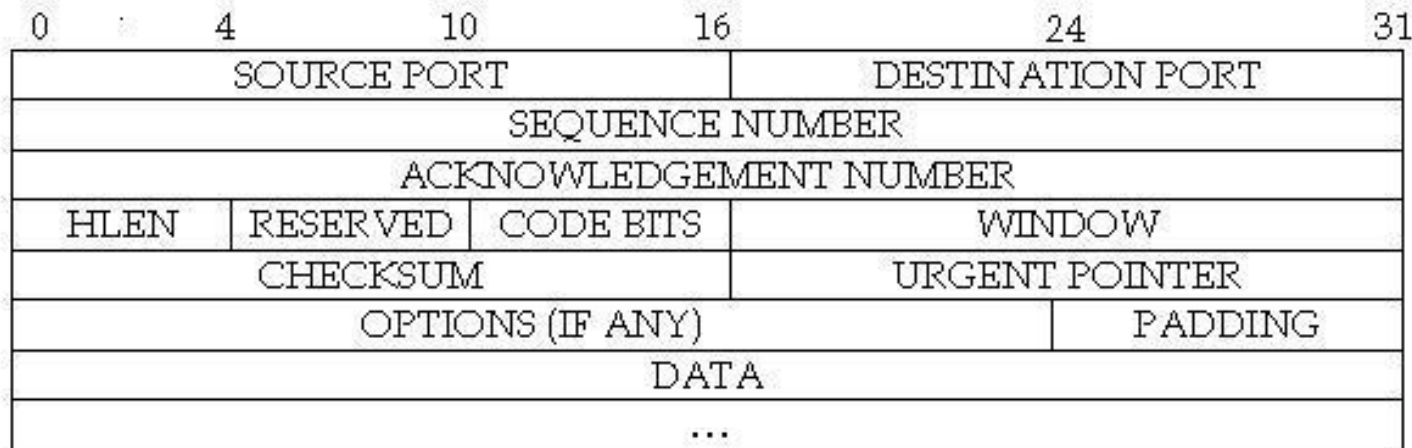 0 4 10 16 24 31
SOURCE PORT DESTINATION PORT
SEQUENCE NUMBER
ACKNOWLEDGEMENT NUMBER
HLEN RESERVED CODE BITS WINDOW
CHECKSUM URGENT POINTER
OPTIONS (IF ANY) PADDING
DATA
...